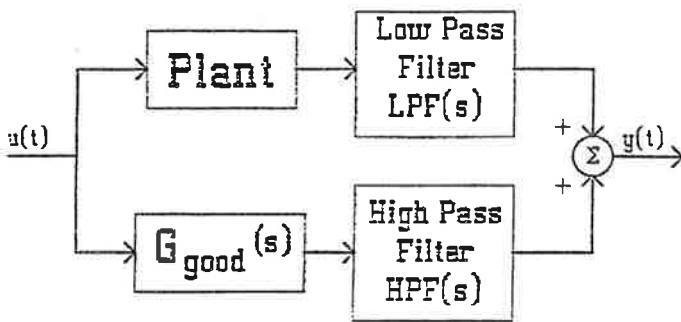 Plant
Low Pass
Filter
LPF(s)
u(t)
+
Σ
y(t)
+
G good (s)
High Pass
Filter
HPF(s)